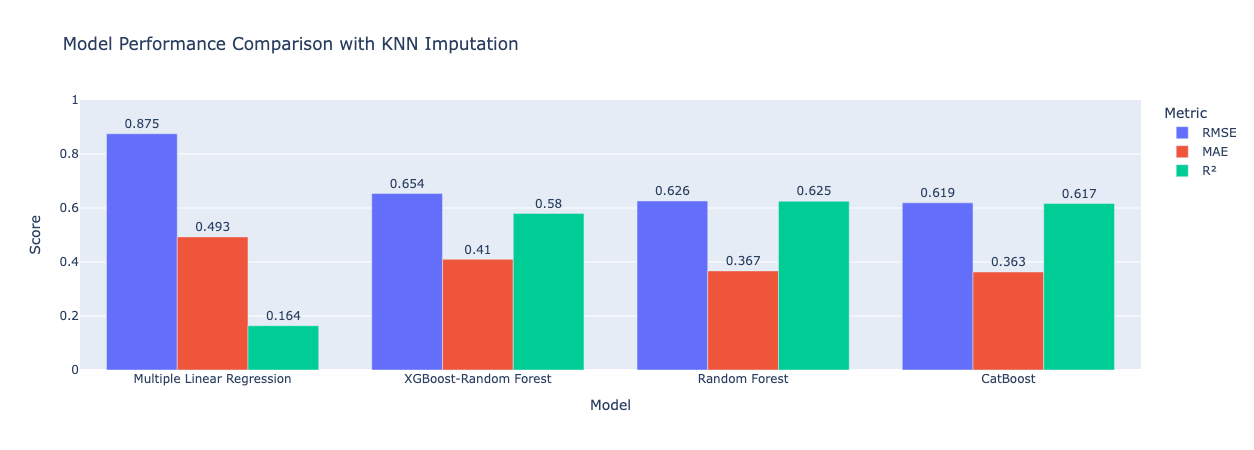 Model Performance Comparison with KNN Imputation
Metric
RMSE
MAE
R²
Score
1
0.8
0.6
0.4
0.2
0
0.875
0.493
0.164
0.654
0.41
0.58
0.626
0.367
0.625
0.619
0.363
0.617
Multiple Linear Regression
XGBoost-Random Forest
Random Forest
CatBoost
Model